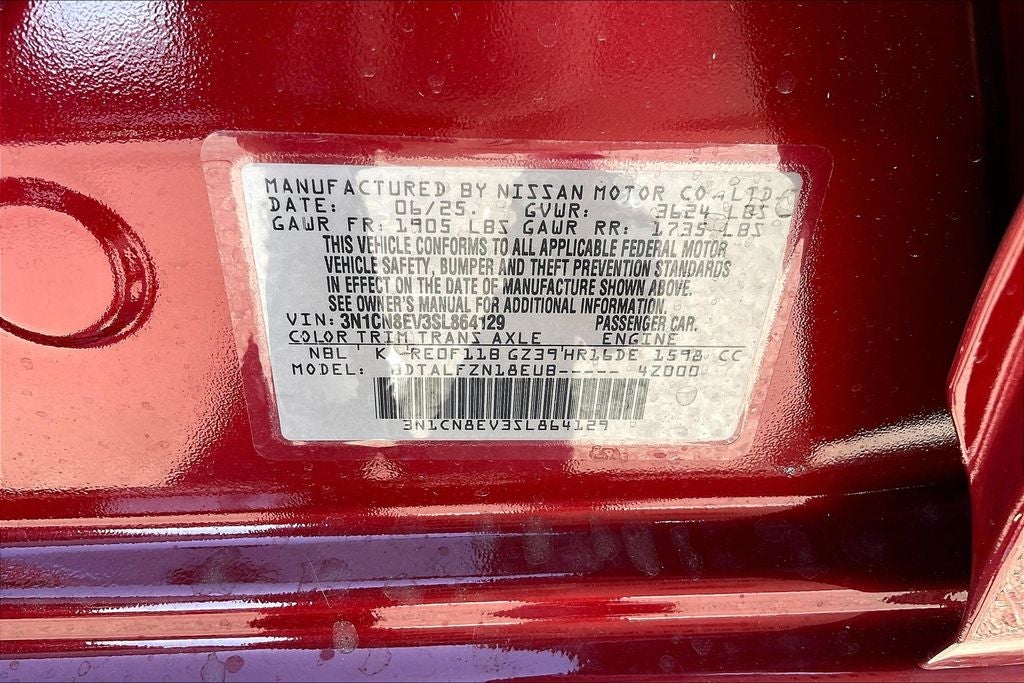 MANUFACTURED BY NISSAN MOTOR CO.,LTD.
DATE: 06/25. GVWR: 3624 LBS
GAWR FR: 1905 LBS GAWR RR: 1735 LBS
THIS VEHICLE CONFORMS TO ALL APPLICABLE FEDERAL MOTOR
VEHICLE SAFETY, BUMPER AND THEFT PREVENTION STANDARDS
IN EFFECT ON THE DATE OF MANUFACTURE SHOWN ABOVE.
SEE OWNER'S MANUAL FOR ADDITIONAL INFORMATION.
VIN: 3N1CN8EV3SL864129 PASSENGER CAR.
COLOR TRIM TRANS AXLE ENGINE
NBL K RE0F11B GZ39 HR16DE 1598 CC
MODEL: BDTALFZN18EUB----- 4Z000
3N1CN8EV3SL864129